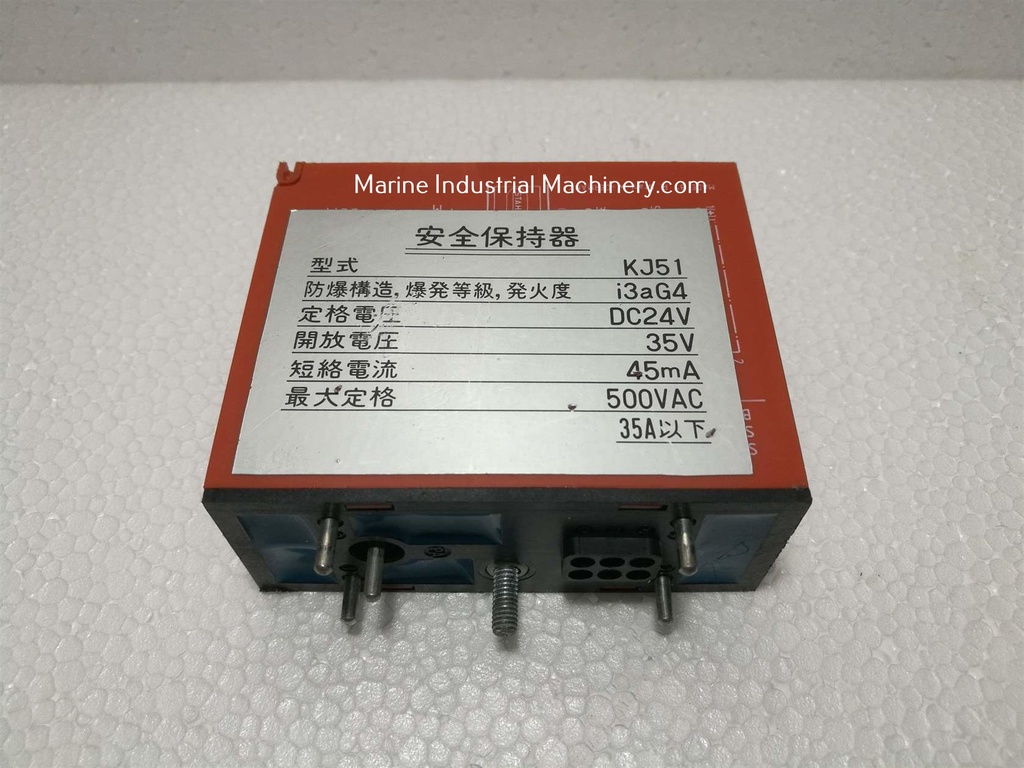 Marine Industrial Machinery.com
安全保持器
型式 KJ51
防爆構造,爆発等級,発火度 i3aG4
定格電圧 DC24V
開放電圧 35V
短絡電流 45mA
最大定格 500VAC
35A以下